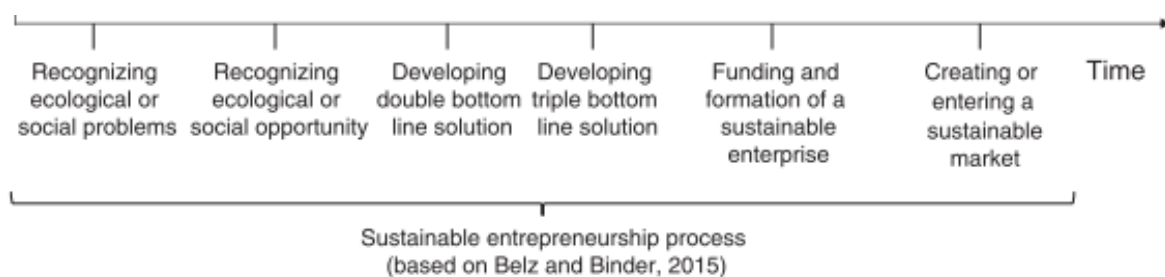 Recognizing
ecological or
social problems
Recognizing
ecological or
social opportunity
Developing
double bottom
line solution
Developing
triple bottom
line solution
Funding and
formation of a
sustainable
enterprise
Creating or
entering a
sustainable
market
Time
Sustainable entrepreneurship process
(based on Belz and Binder, 2015)